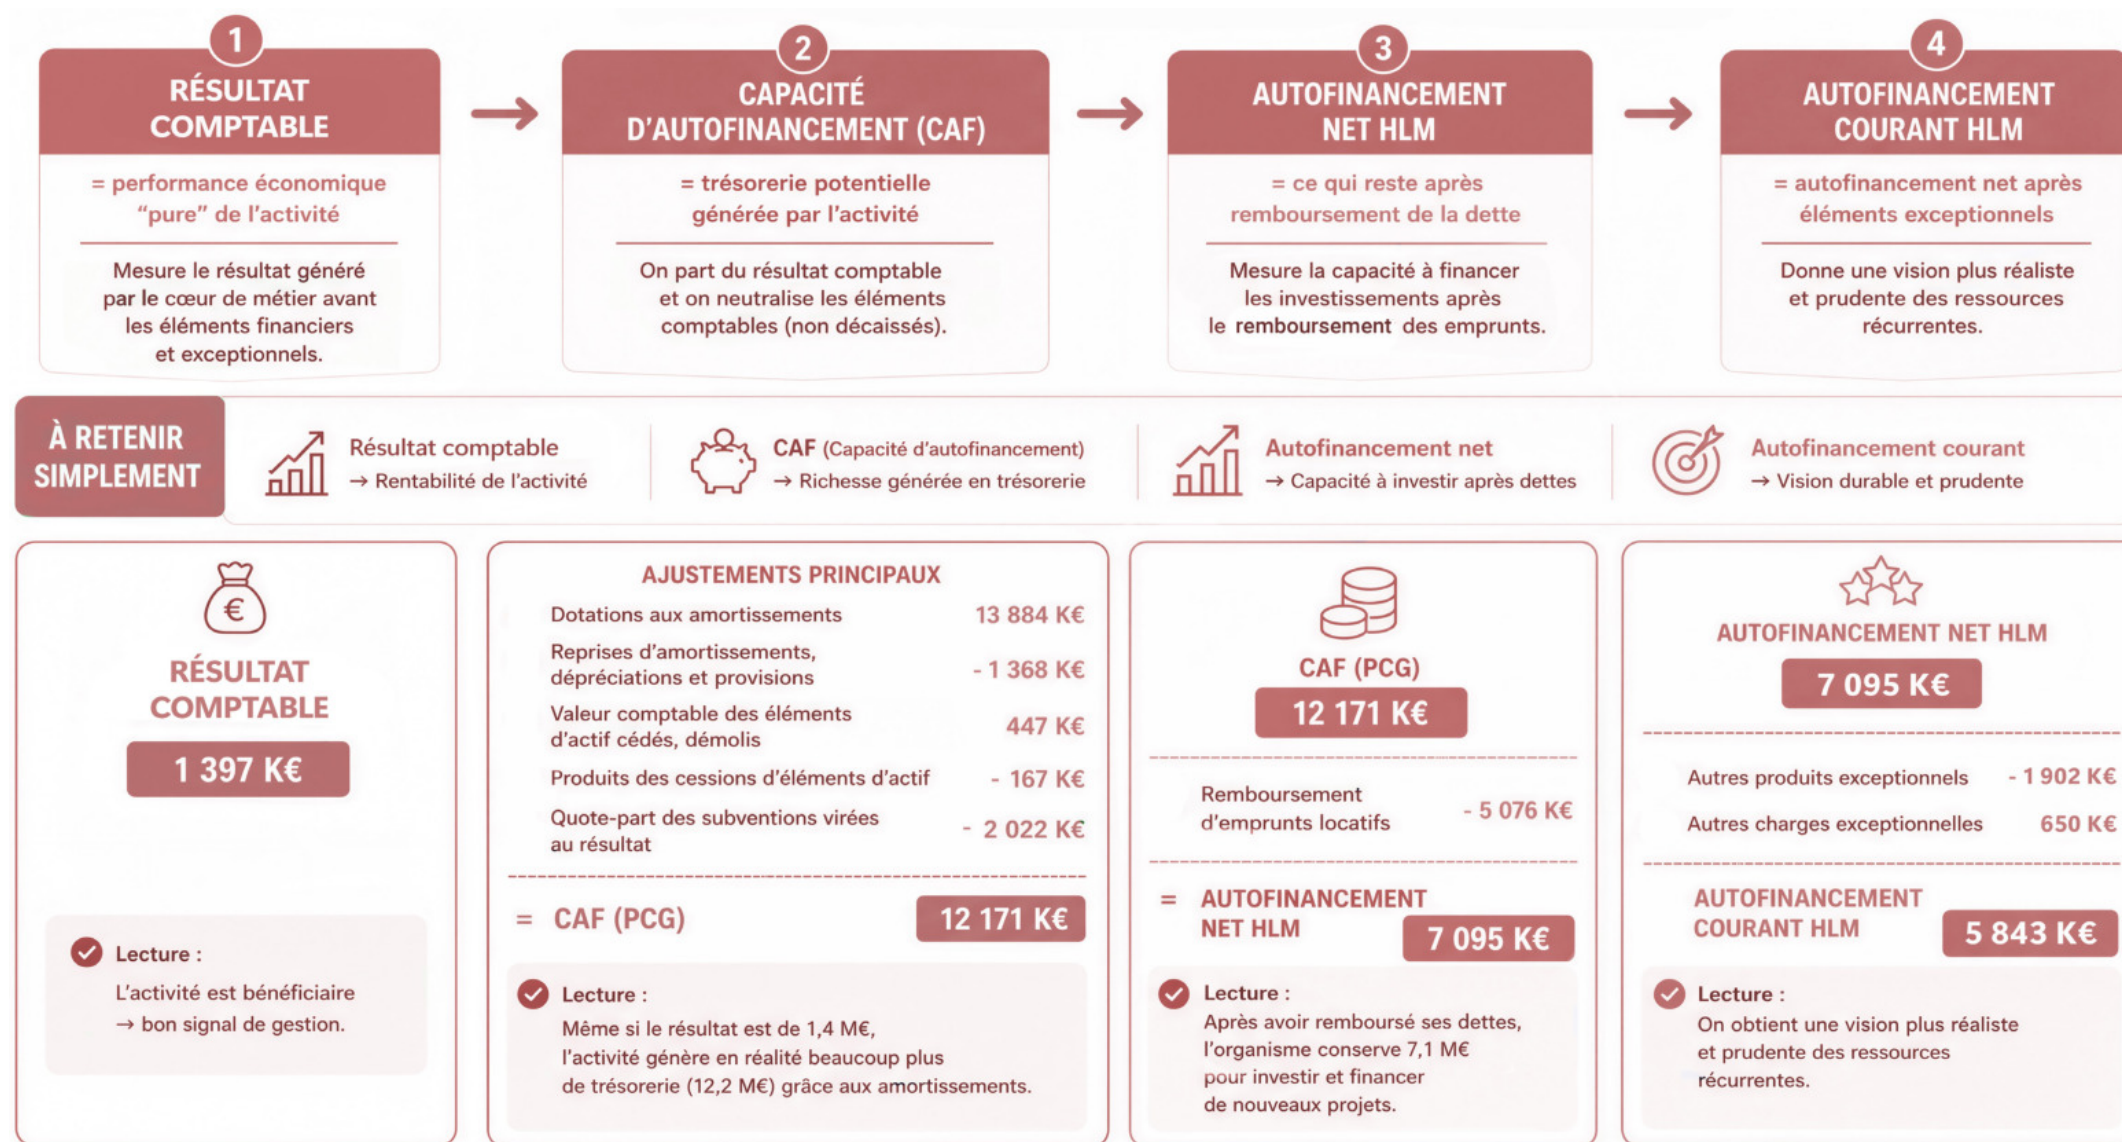 1
RÉSULTAT
COMPTABLE
= performance économique
“pure” de l’activité
Mesure le résultat généré
par le cœur de métier avant
les éléments financiers
et exceptionnels.
2
CAPACITÉ
D’AUTOFINANCEMENT (CAF)
= trésorerie potentielle
générée par l’activité
On part du résultat comptable
et on neutralise les éléments
comptables (non décaissés).
3
AUTOFINANCEMENT
NET HLM
= ce qui reste après
remboursement de la dette
Mesure la capacité à financer
les investissements après
le remboursement des emprunts.
4
AUTOFINANCEMENT
COURANT HLM
= autofinancement net après
éléments exceptionnels
Donne une vision plus réaliste
et prudente des ressources
récurrentes.
À RETENIR
SIMPLEMENT
Résultat comptable
→ Rentabilité de l’activité
CAF (Capacité d’autofinancement)
→ Richesse générée en trésorerie
Autofinancement net
→ Capacité à investir après dettes
Autofinancement courant
→ Vision durable et prudente
€
RÉSULTAT
COMPTABLE
1 397 K€
Lecture :
L’activité est bénéficiaire
→ bon signal de gestion.
AJUSTEMENTS PRINCIPAUX
Dotations aux amortissements 13 884 K€
Reprises d’amortissements,
dépréciations et provisions - 1 368 K€
Valeur comptable des éléments
d’actif cédés, démolis 447 K€
Produits des cessions d’éléments d’actif - 167 K€
Quote-part des subventions virées
au résultat - 2 022 K€
= CAF (PCG) 12 171 K€
Lecture :
Même si le résultat est de 1,4 M€,
l’activité génère en réalité beaucoup plus
de trésorerie (12,2 M€) grâce aux amortissements.
CAF (PCG)
12 171 K€
Remboursement
d’emprunts locatifs - 5 076 K€
= AUTOFINANCEMENT
NET HLM 7 095 K€
Lecture :
Après avoir remboursé ses dettes,
l’organisme conserve 7,1 M€
pour investir et financer
de nouveaux projets.
AUTOFINANCEMENT NET HLM
7 095 K€
Autres produits exceptionnels - 1 902 K€
Autres charges exceptionnelles 650 K€
AUTOFINANCEMENT
COURANT HLM 5 843 K€
Lecture :
On obtient une vision plus réaliste
et prudente des ressources
récurrentes.